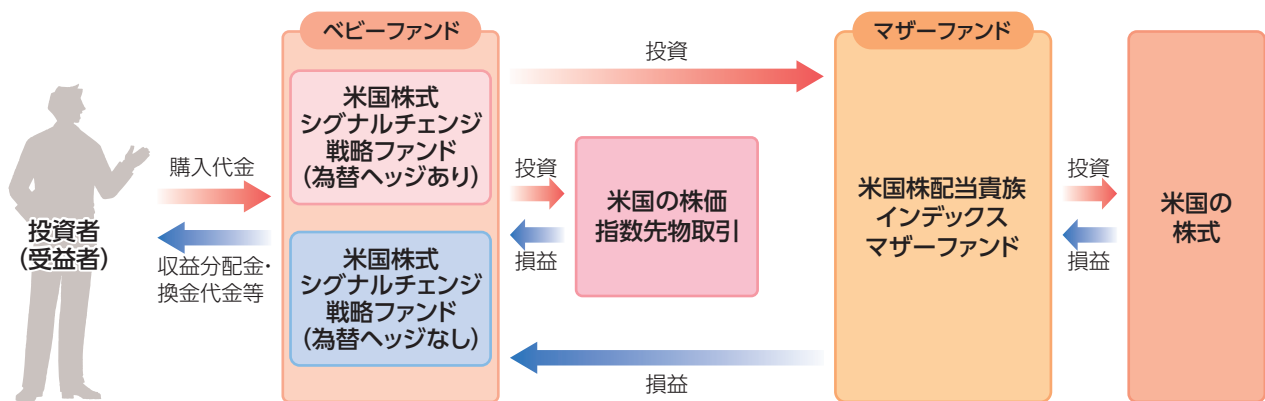 投資者
(受益者)
購入代金
収益分配金・
換金代金等
ベビーファンド
米国株式
シグナルチェンジ
戦略ファンド
(為替ヘッジあり)
米国株式
シグナルチェンジ
戦略ファンド
(為替ヘッジなし)
投資
投資
損益
米国の株価
指数先物取引
損益
マザーファンド
米国株配当貴族
インデックス
マザーファンド
投資
損益
米国の
株式